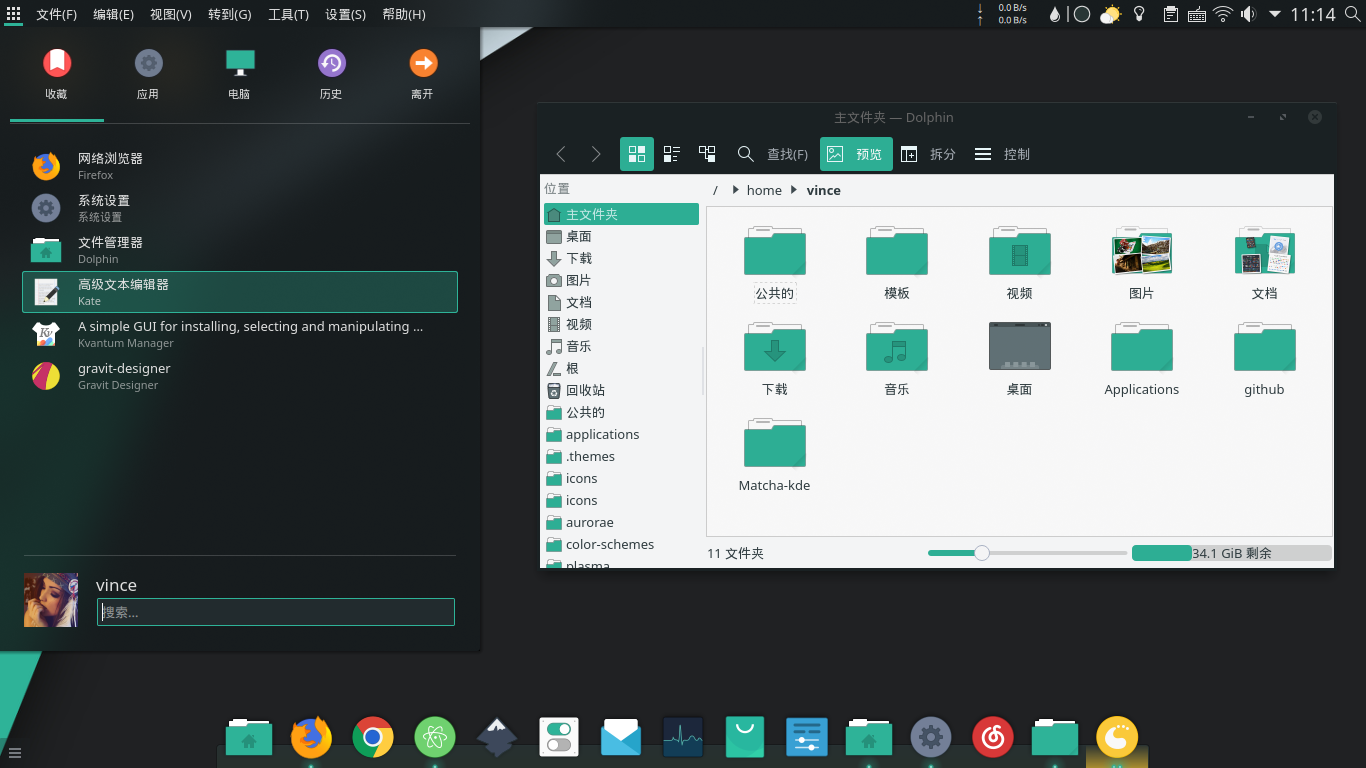 文件(F) 编辑(E) 视图(V) 转到(G) 工具(T) 设置(S) 帮助(H)
0.0 B/s
0.0 B/s
11:14
收藏 应用 电脑 历史 离开
网络浏览器
Firefox
系统设置
系统设置
文件管理器
Dolphin
高级文本编辑器
Kate
A simple GUI for installing, selecting and manipulating ...
Kvantum Manager
gravit-designer
Gravit Designer
vince
搜索...
主文件夹 — Dolphin
查找(F) 预览 拆分 控制
位置
主文件夹
桌面
下载
图片
文档
视频
音乐
根
回收站
公共的
applications
.themes
icons
icons
aurorae
color-schemes
plasma
/ home vince
公共的 模板 视频 图片 文档
下载 音乐 桌面 Applications github
Matcha-kde
11 文件夹
34.1 GiB 剩余